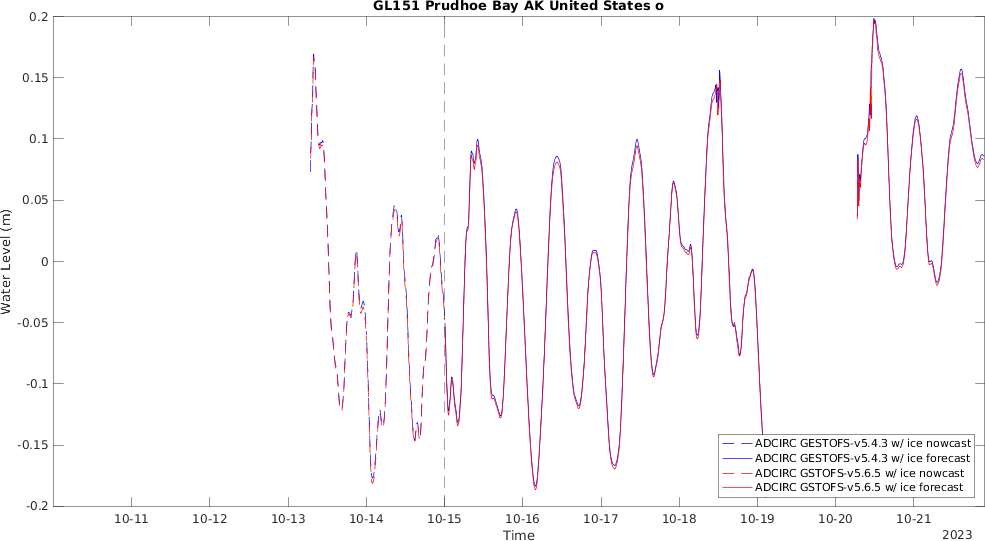 GL151 Prudhoe Bay AK United States o
0.2
0.15
0.1
0.05
0
-0.05
-0.1
-0.15
-0.2
Water Level (m)
ADCIRC GESTOFS-v5.4.3 w/ ice nowcast
ADCIRC GESTOFS-v5.4.3 w/ ice forecast
ADCIRC GSTOFS-v5.6.5 w/ ice nowcast
ADCIRC GSTOFS-v5.6.5 w/ ice forecast
10-11 10-12 10-13 10-14 10-15 10-16 10-17 10-18 10-19 10-20 10-21
Time
2023